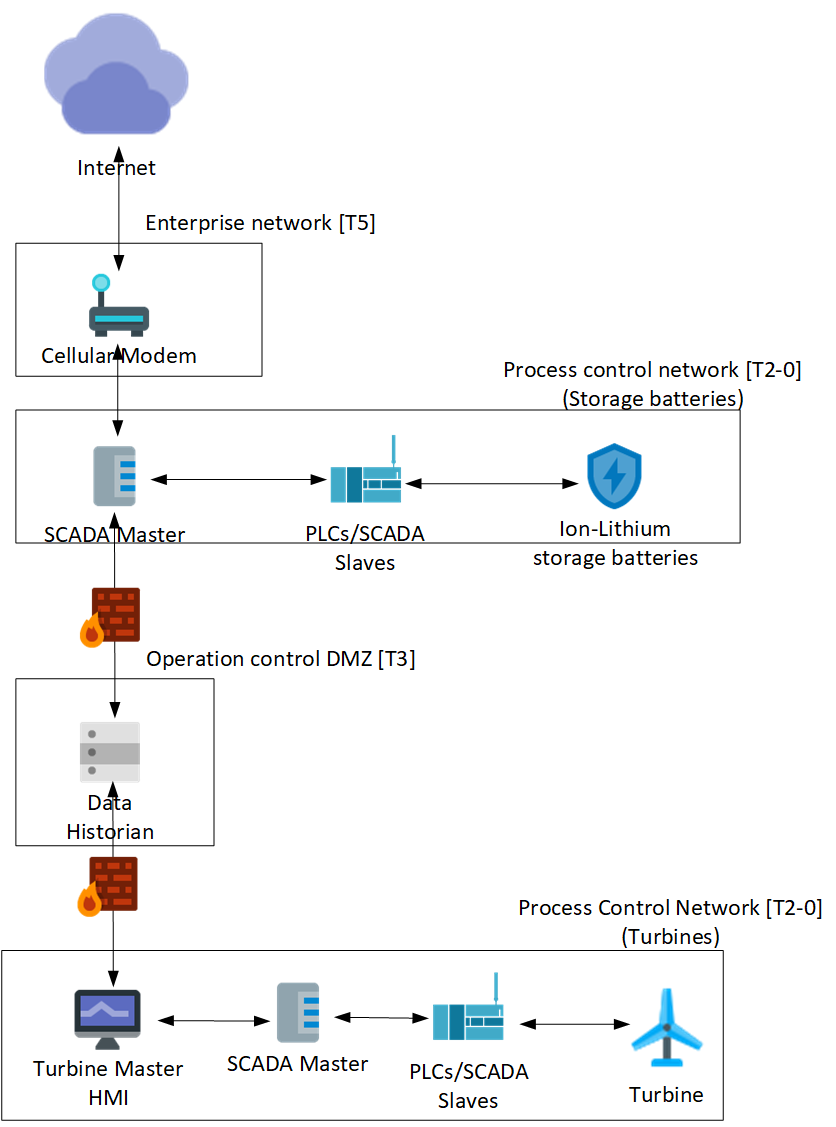 Internet
Enterprise network [T5]
Cellular Modem
Process control network [T2-0]
(Storage batteries)
SCADA Master
PLCs/SCADA
Slaves
Ion-Lithium
storage batteries
Operation control DMZ [T3]
Data
Historian
Process Control Network [T2-0]
(Turbines)
Turbine Master
HMI
SCADA Master
PLCs/SCADA
Slaves
Turbine